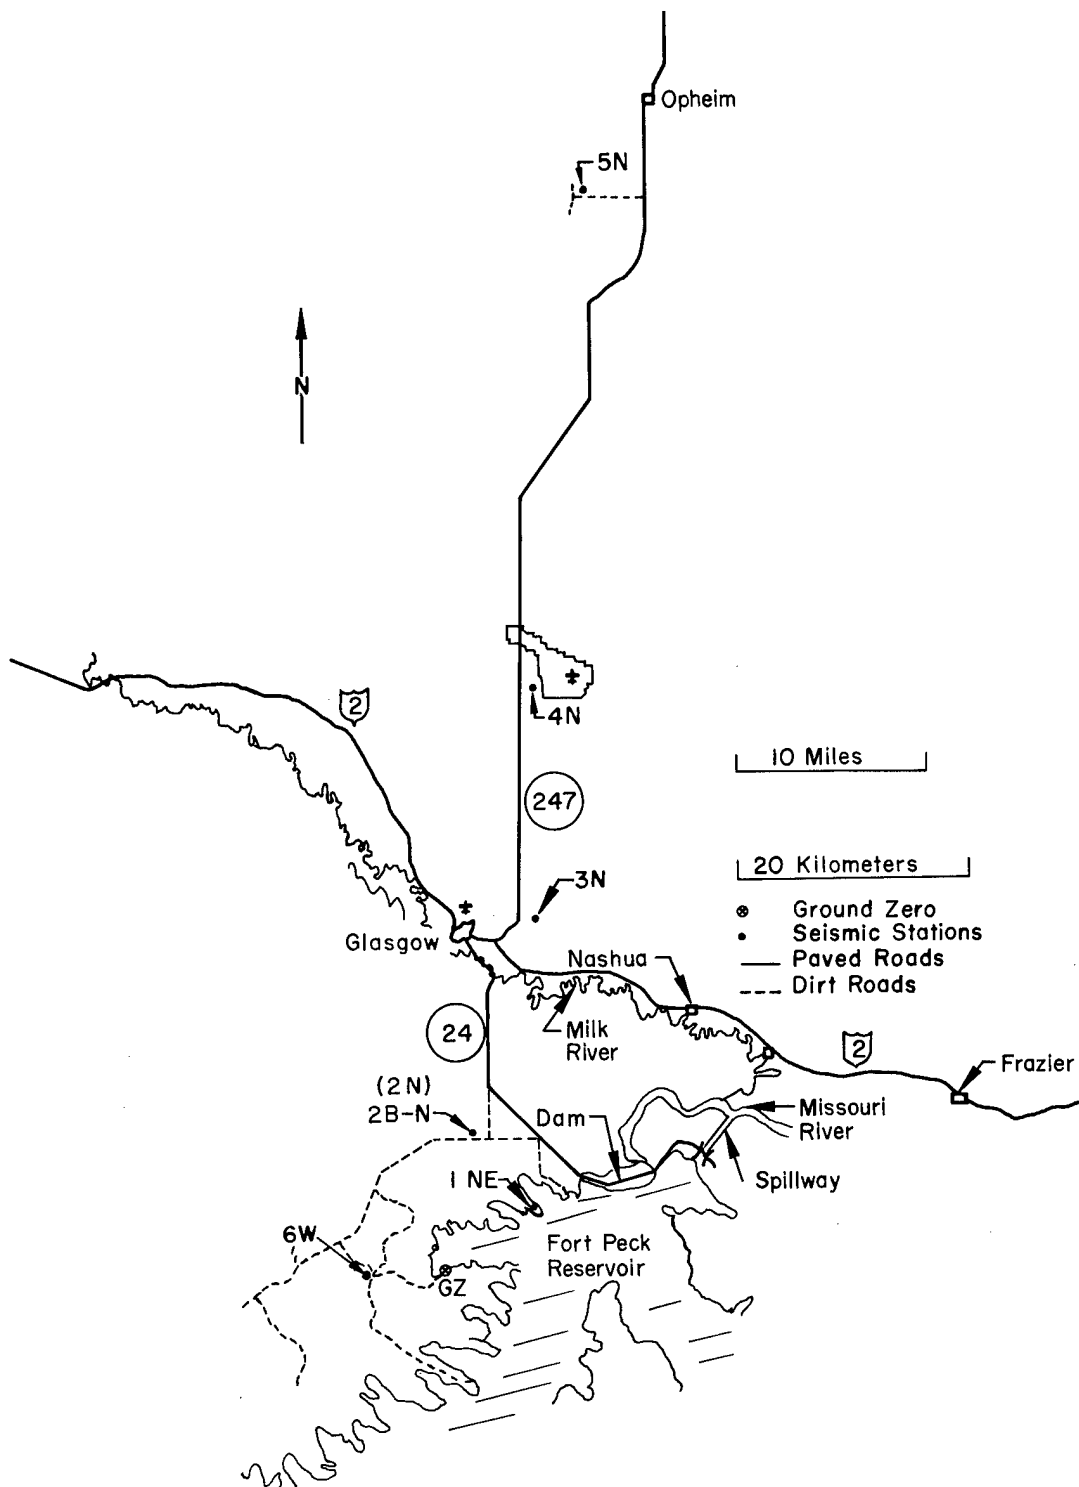 Opheim
5N
N
2
4N
10 Miles
247
20 Kilometers
3N
Ground Zero
Seismic Stations
Paved Roads
Dirt Roads
Glasgow
Nashua
24
Milk
River
2
Frazier
(2N)
2B-N
Dam
Missouri
River
1 NE
Spillway
6W
Fort Peck
Reservoir
GZ